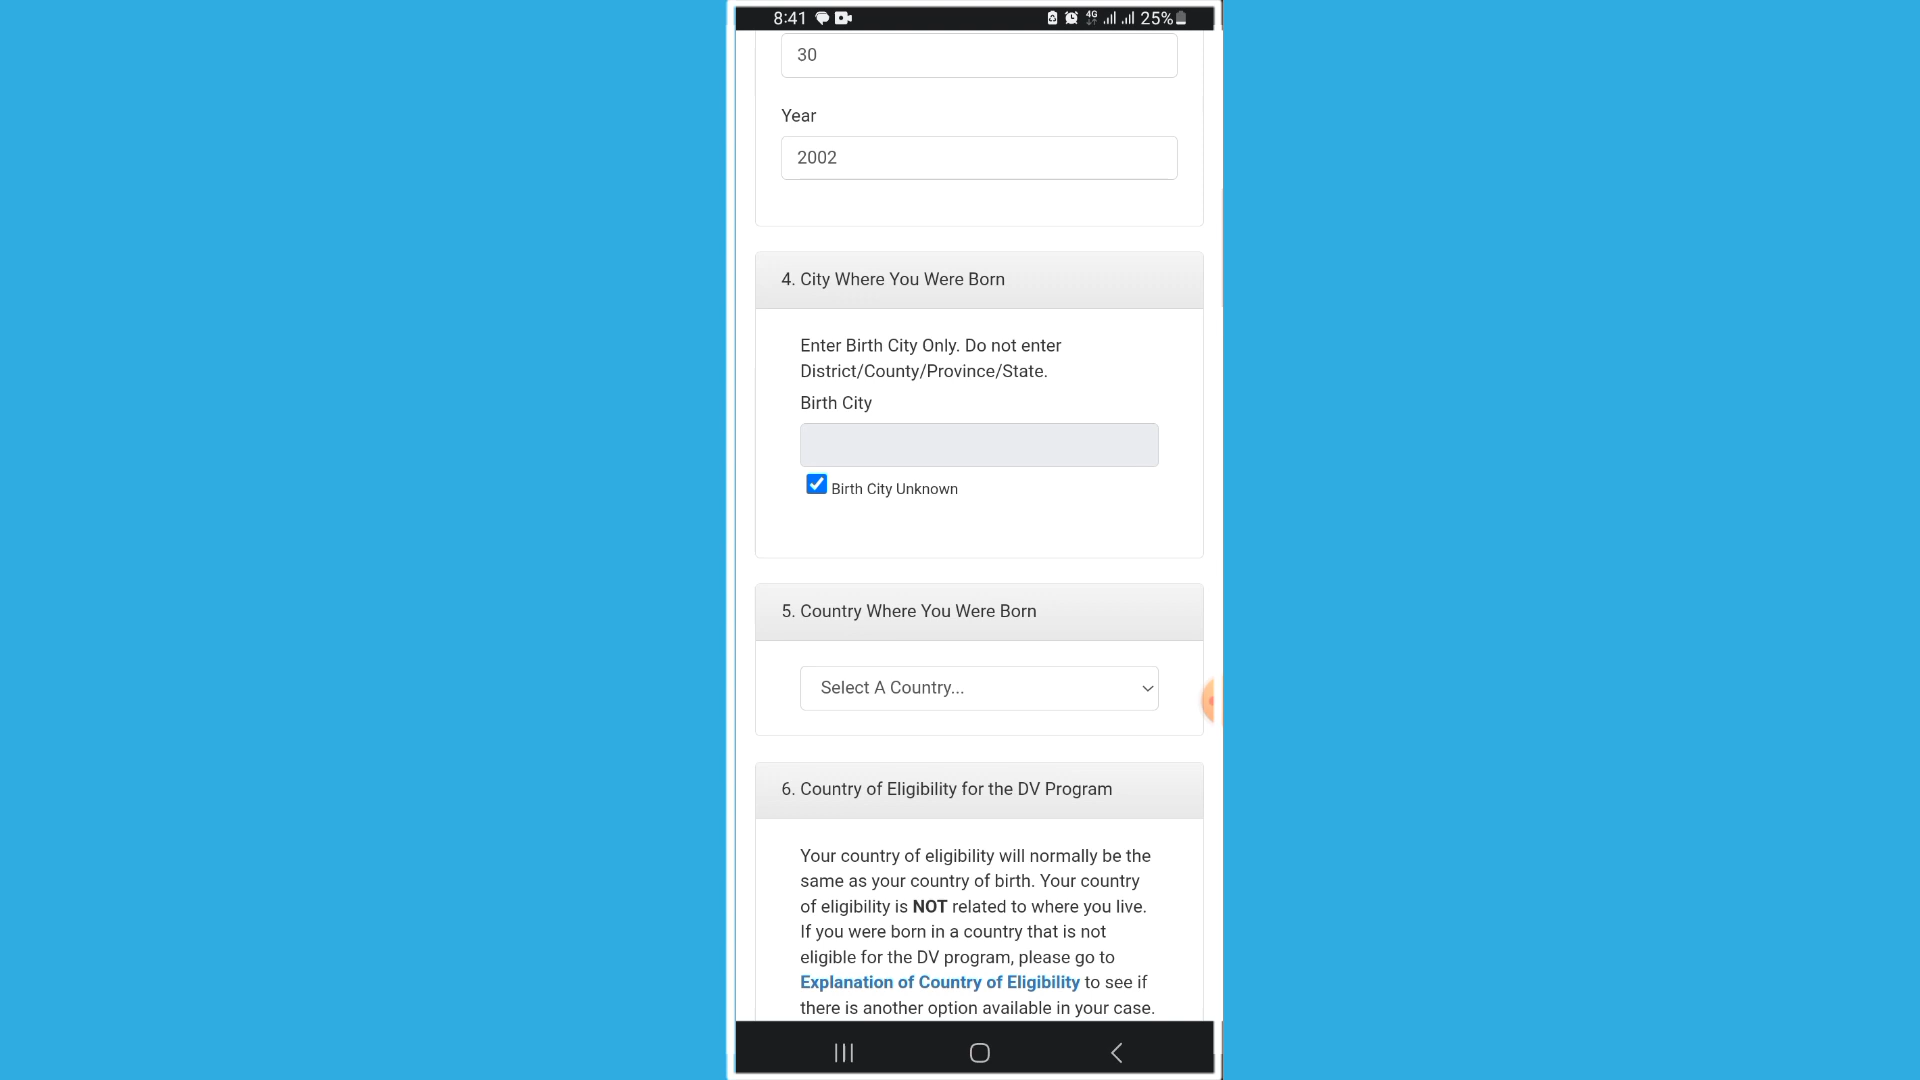 8:41 4G 25%
30
Year
2002
4. City Where You Were Born
Enter Birth City Only. Do not enter
District/County/Province/State.
Birth City
Birth City Unknown
5. Country Where You Were Born
Select A Country...
6. Country of Eligibility for the DV Program
Your country of eligibility will normally be the
same as your country of birth. Your country
of eligibility is NOT related to where you live.
If you were born in a country that is not
eligible for the DV program, please go to
Explanation of Country of Eligibility to see if
there is another option available in your case.